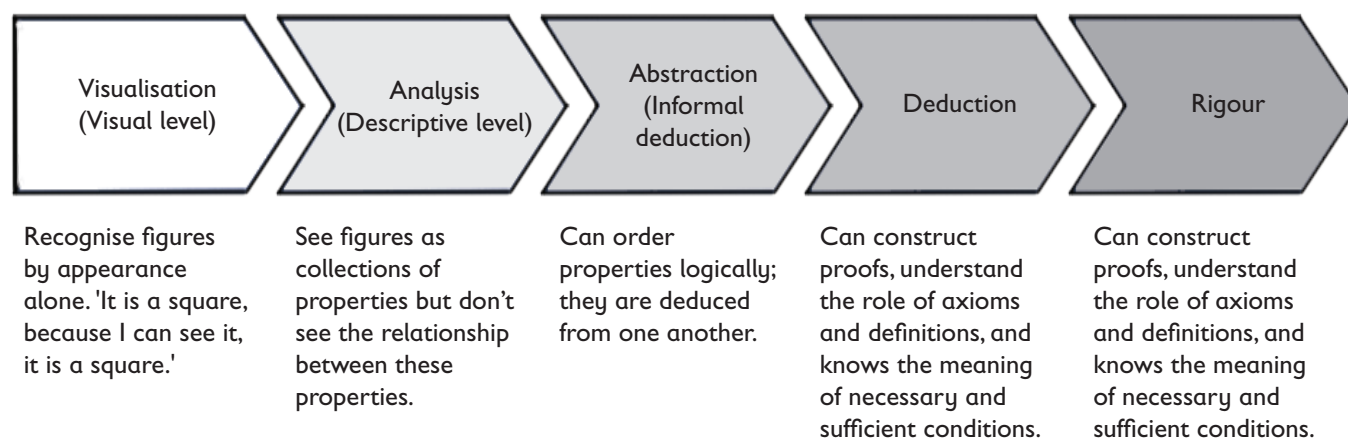 Visualisation
(Visual level)
Analysis
(Descriptive level)
Abstraction
(Informal
deduction)
Deduction
Rigour
Recognise figures
by appearance
alone. 'It is a square,
because I can see it,
it is a square.'
See figures as
collections of
properties but don’t
see the relationship
between these
properties.
Can order
properties logically;
they are deduced
from one another.
Can construct
proofs, understand
the role of axioms
and definitions, and
knows the meaning
of necessary and
sufficient conditions.
Can construct
proofs, understand
the role of axioms
and definitions, and
knows the meaning
of necessary and
sufficient conditions.